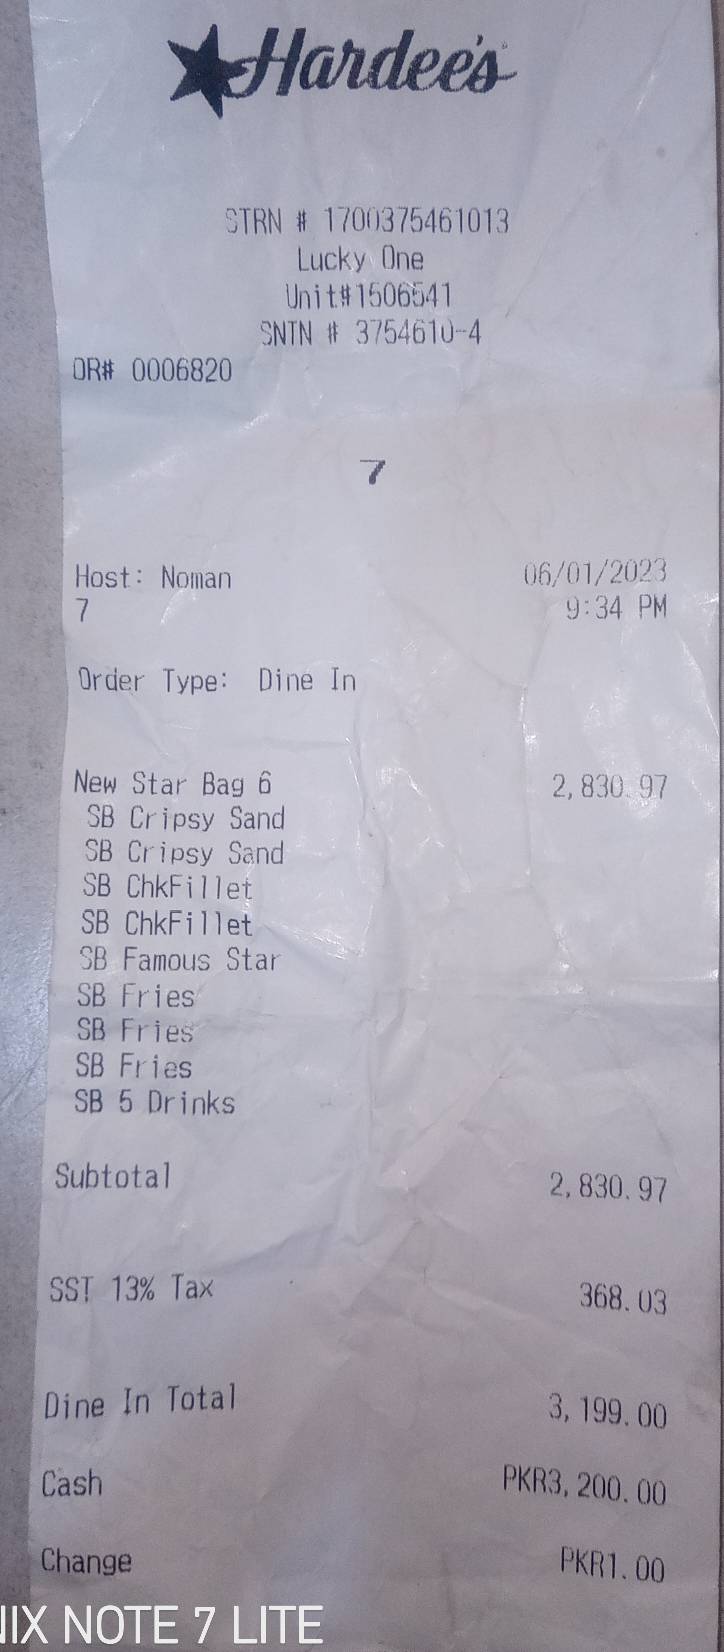 Hardee's
STRN # 1700375461013
Lucky One
Unit#1506541
SNTN # 3754610-4
OR# 0006820
7
Host: Noman 06/01/2023
7 9:34 PM
Order Type: Dine In
New Star Bag 6 2,830.97
SB Cripsy Sand
SB Cripsy Sand
SB ChkFillet
SB ChkFillet
SB Famous Star
SB Fries
SB Fries
SB Fries
SB 5 Drinks
Subtotal 2,830.97
SST 13% Tax 368.03
Dine In Total 3,199.00
Cash PKR3,200.00
Change PKR1.00
NOTE 7 LITE